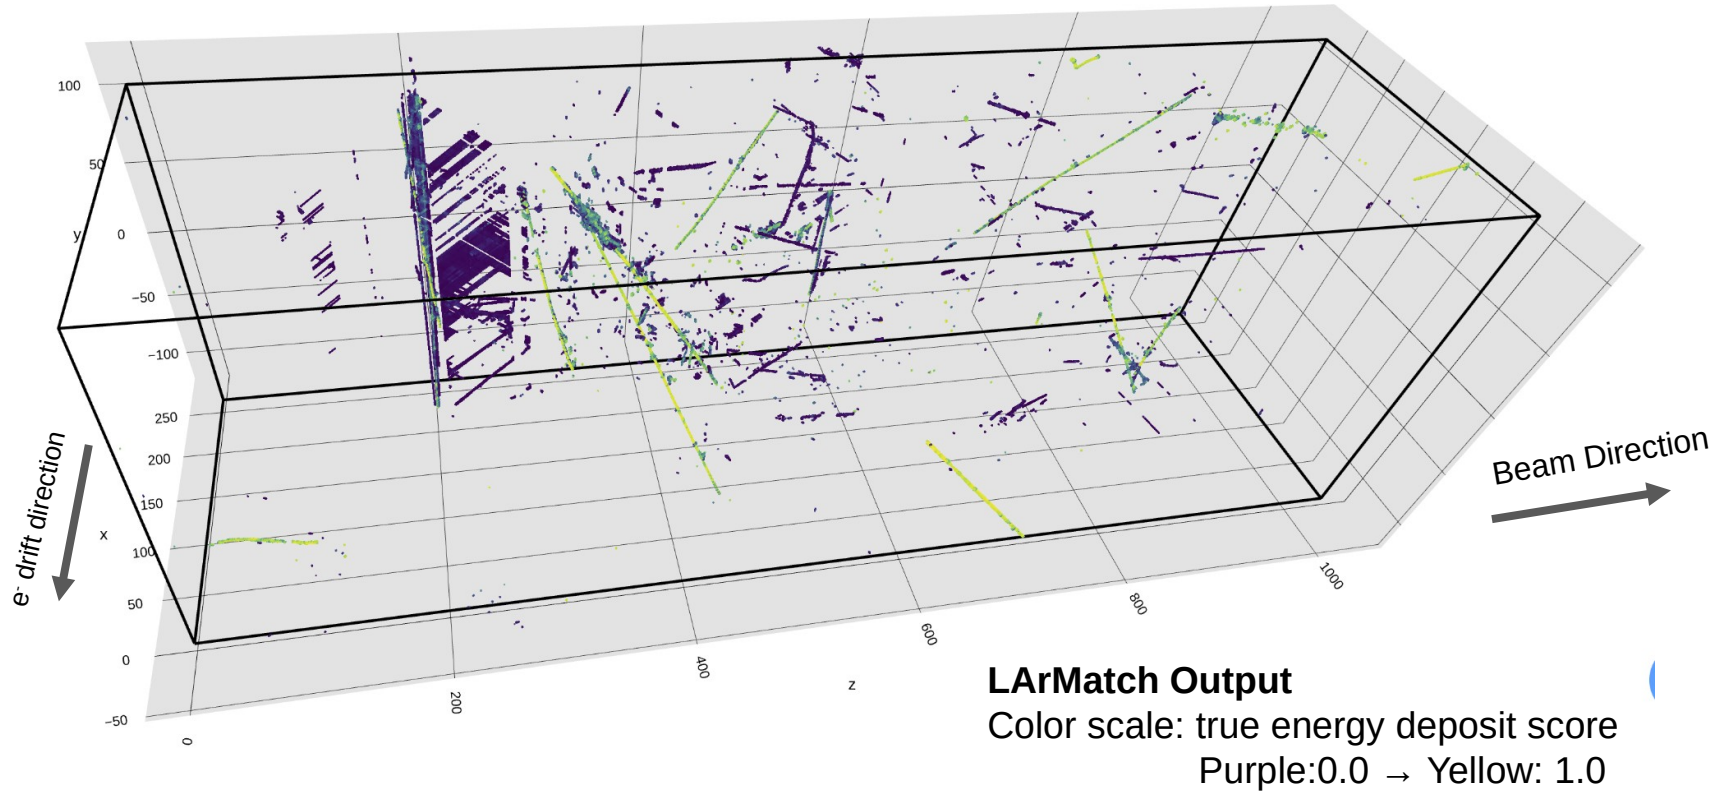 100
50
y
0
−50
−100
250
200
150
x
100
50
0
−50
0
200
400
z
600
800
1000
e- drift direction
Beam Direction
LArMatch Output
Color scale: true energy deposit score
Purple:0.0 → Yellow: 1.0